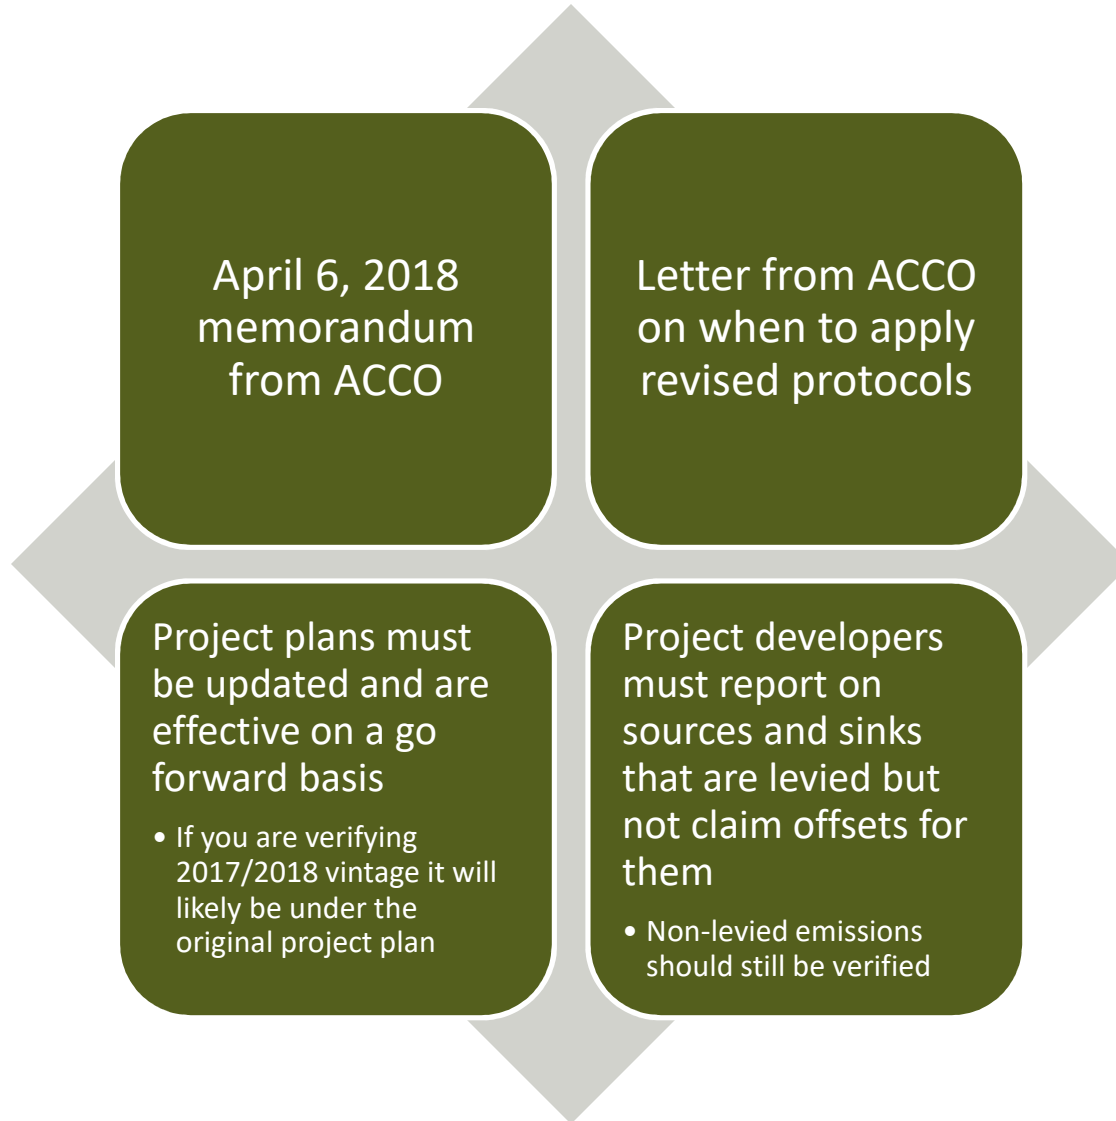 April 6, 2018
memorandum
from ACCO
Letter from ACCO
on when to apply
revised protocols
Project plans must
be updated and are
effective on a go
forward basis
• If you are verifying
2017/2018 vintage it will
likely be under the
original project plan
Project developers
must report on
sources and sinks
that are levied but
not claim offsets for
them
• Non-levied emissions
should still be verified